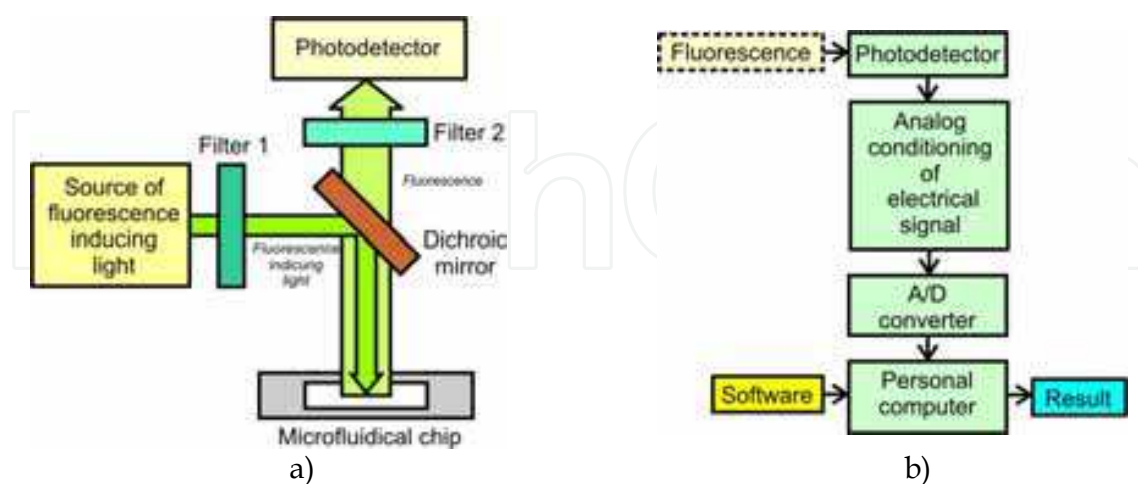 Photodetector
Filter 2
Filter 1
Fluorescence
Source of
fluorescence
inducing
light
Fluorescence
indicung
light
Dichroic
mirror
Microfluidical chip
a)
Fluorescence
Photodetector
Analog
conditioning
of
electrical
signal
A/D
converter
Software
Personal
computer
Result
b)